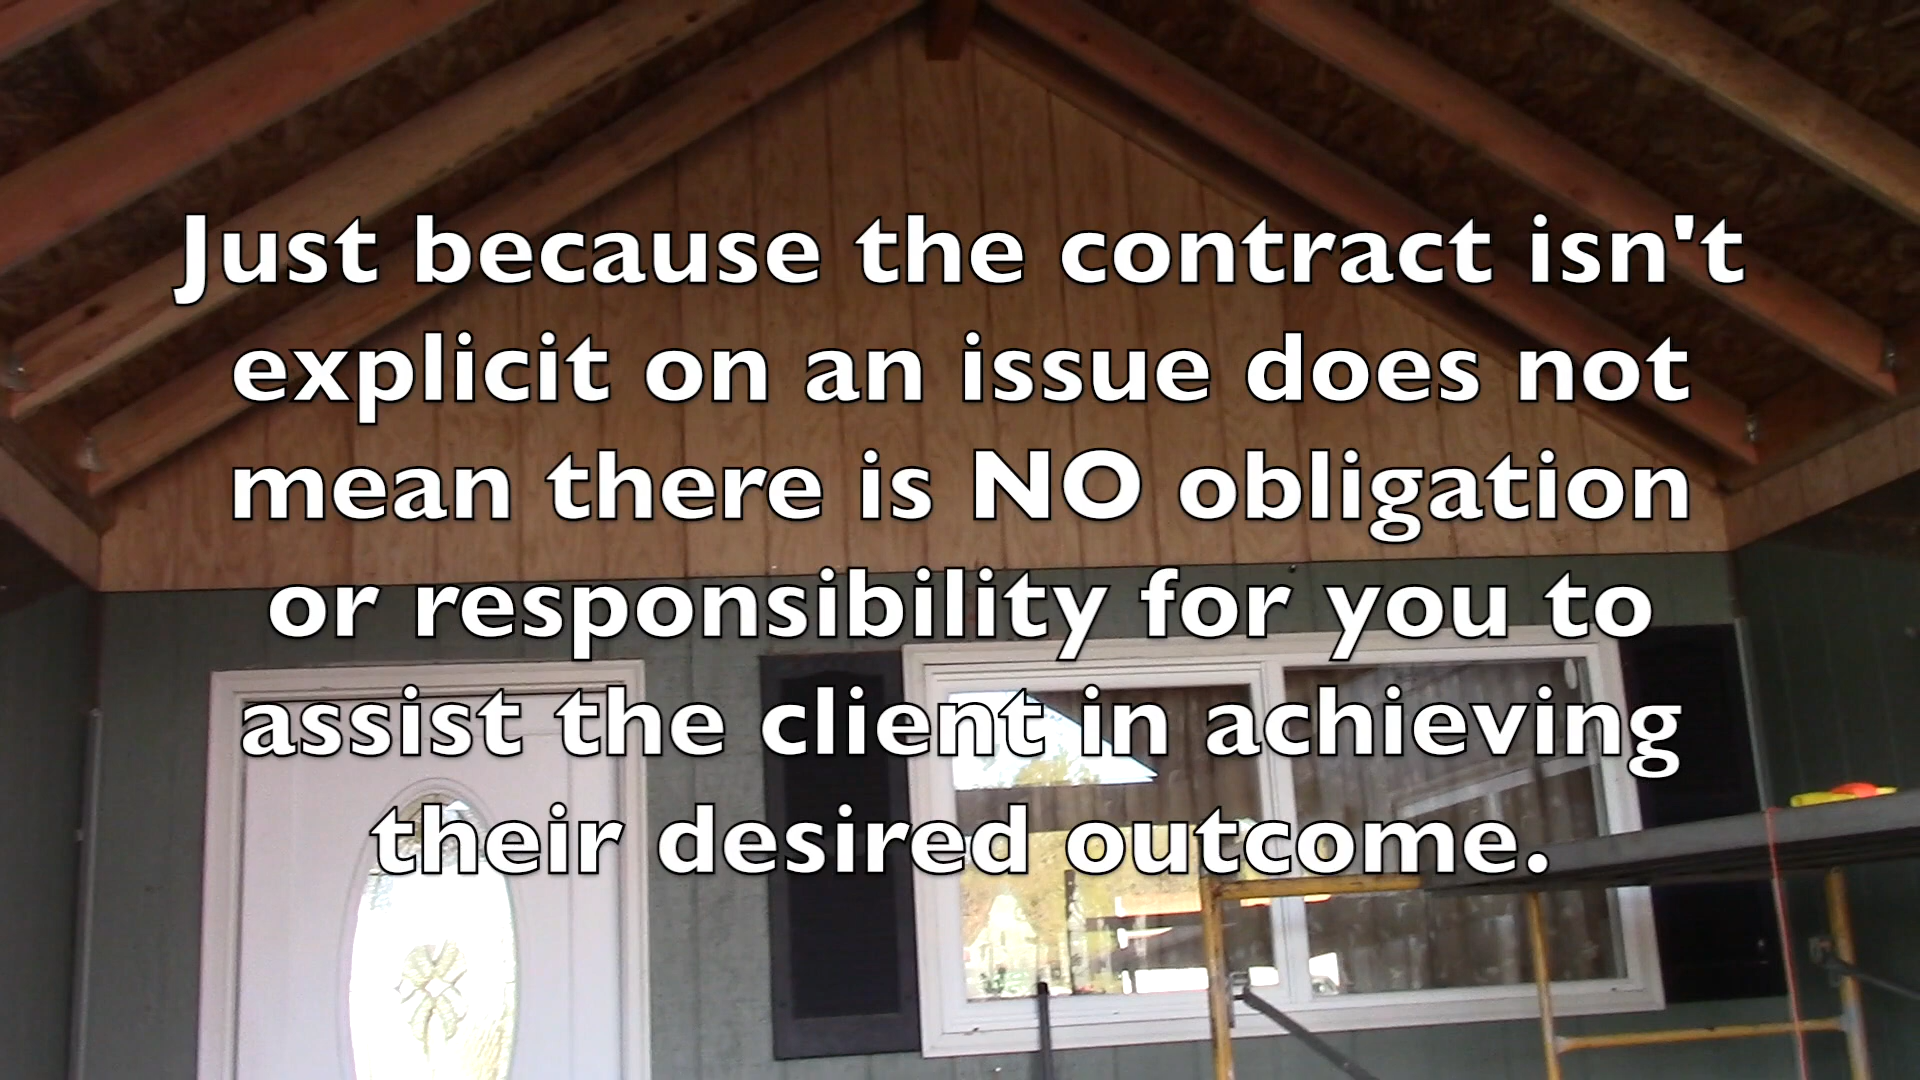 Just because the contract isn't
explicit on an issue does not
mean there is NO obligation
or responsibility for you to
assist the client in achieving
their desired outcome.